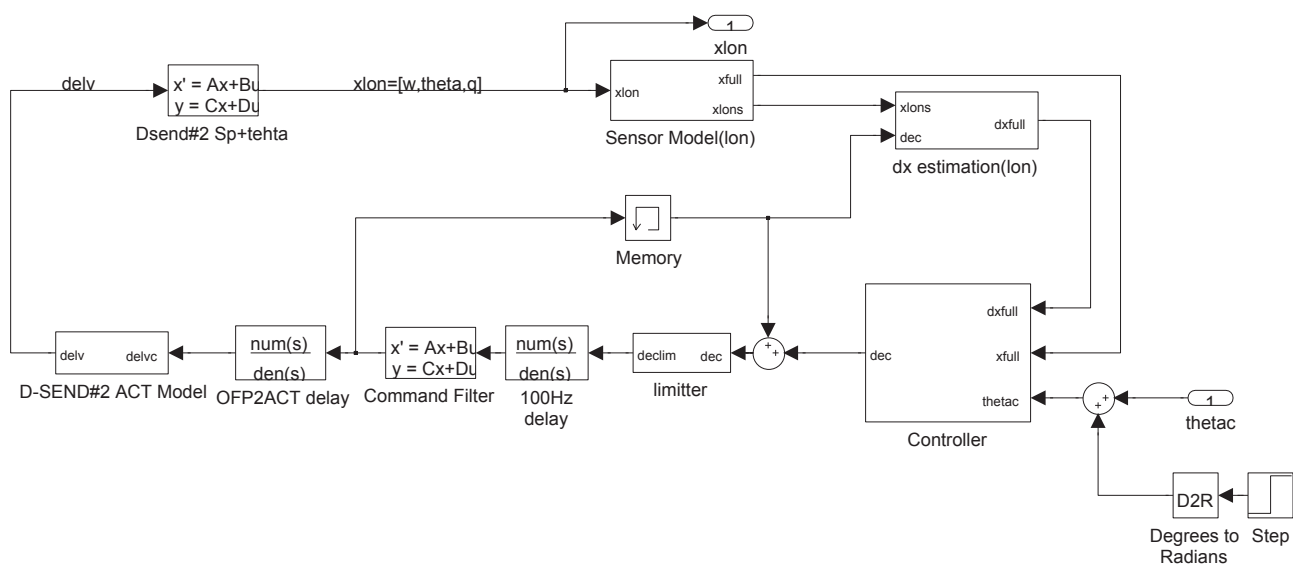 1
xlon
delv
x' = Ax+Bu
y = Cx+Du
Dsend#2 Sp+tehta
xlon=[w,theta,q]
xlon
xfull
xlons
Sensor Model(lon)
xlons
dec
dxfull
dx estimation(lon)
Memory
delv
delvc
D-SEND#2 ACT Model
num(s)
den(s)
OFP2ACT delay
x' = Ax+Bu
y = Cx+Du
Command Filter
num(s)
den(s)
100Hz
delay
declim
dec
limitter
+
+
dec
dxfull
xfull
thetac
Controller
+
+
1
thetac
D2R
Degrees to
Radians
Step